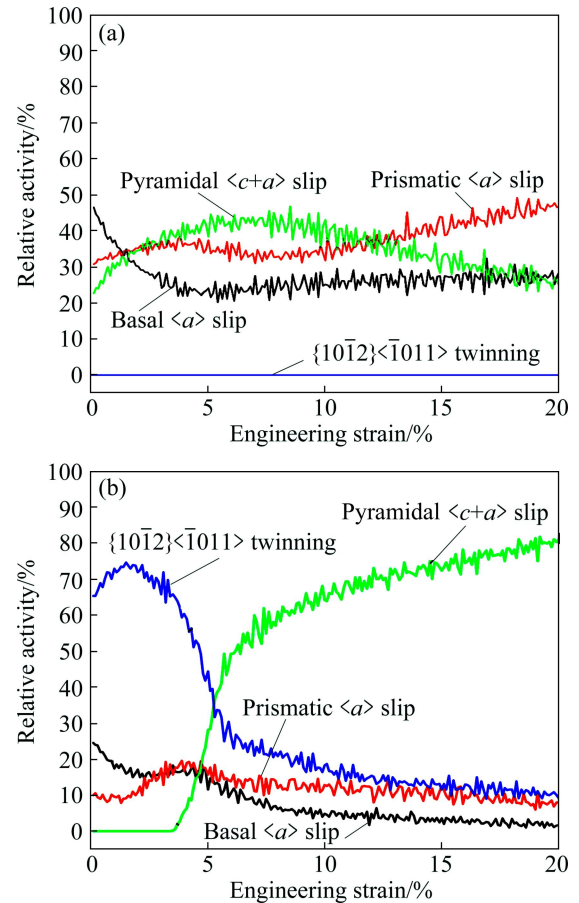 (a)
100
90
80
70
60
50
40
30
20
10
0
Relative activity/%
Pyramidal <c+a> slip
Prismatic <a> slip
Basal <a> slip
{101̄2}<1̄011> twinning
0 5 10 15 20
Engineering strain/%
(b)
100
90
80
70
60
50
40
30
20
10
0
Relative activity/%
{101̄2}<1̄011> twinning
Pyramidal <c+a> slip
Prismatic <a> slip
Basal <a> slip
0 5 10 15 20
Engineering strain/%